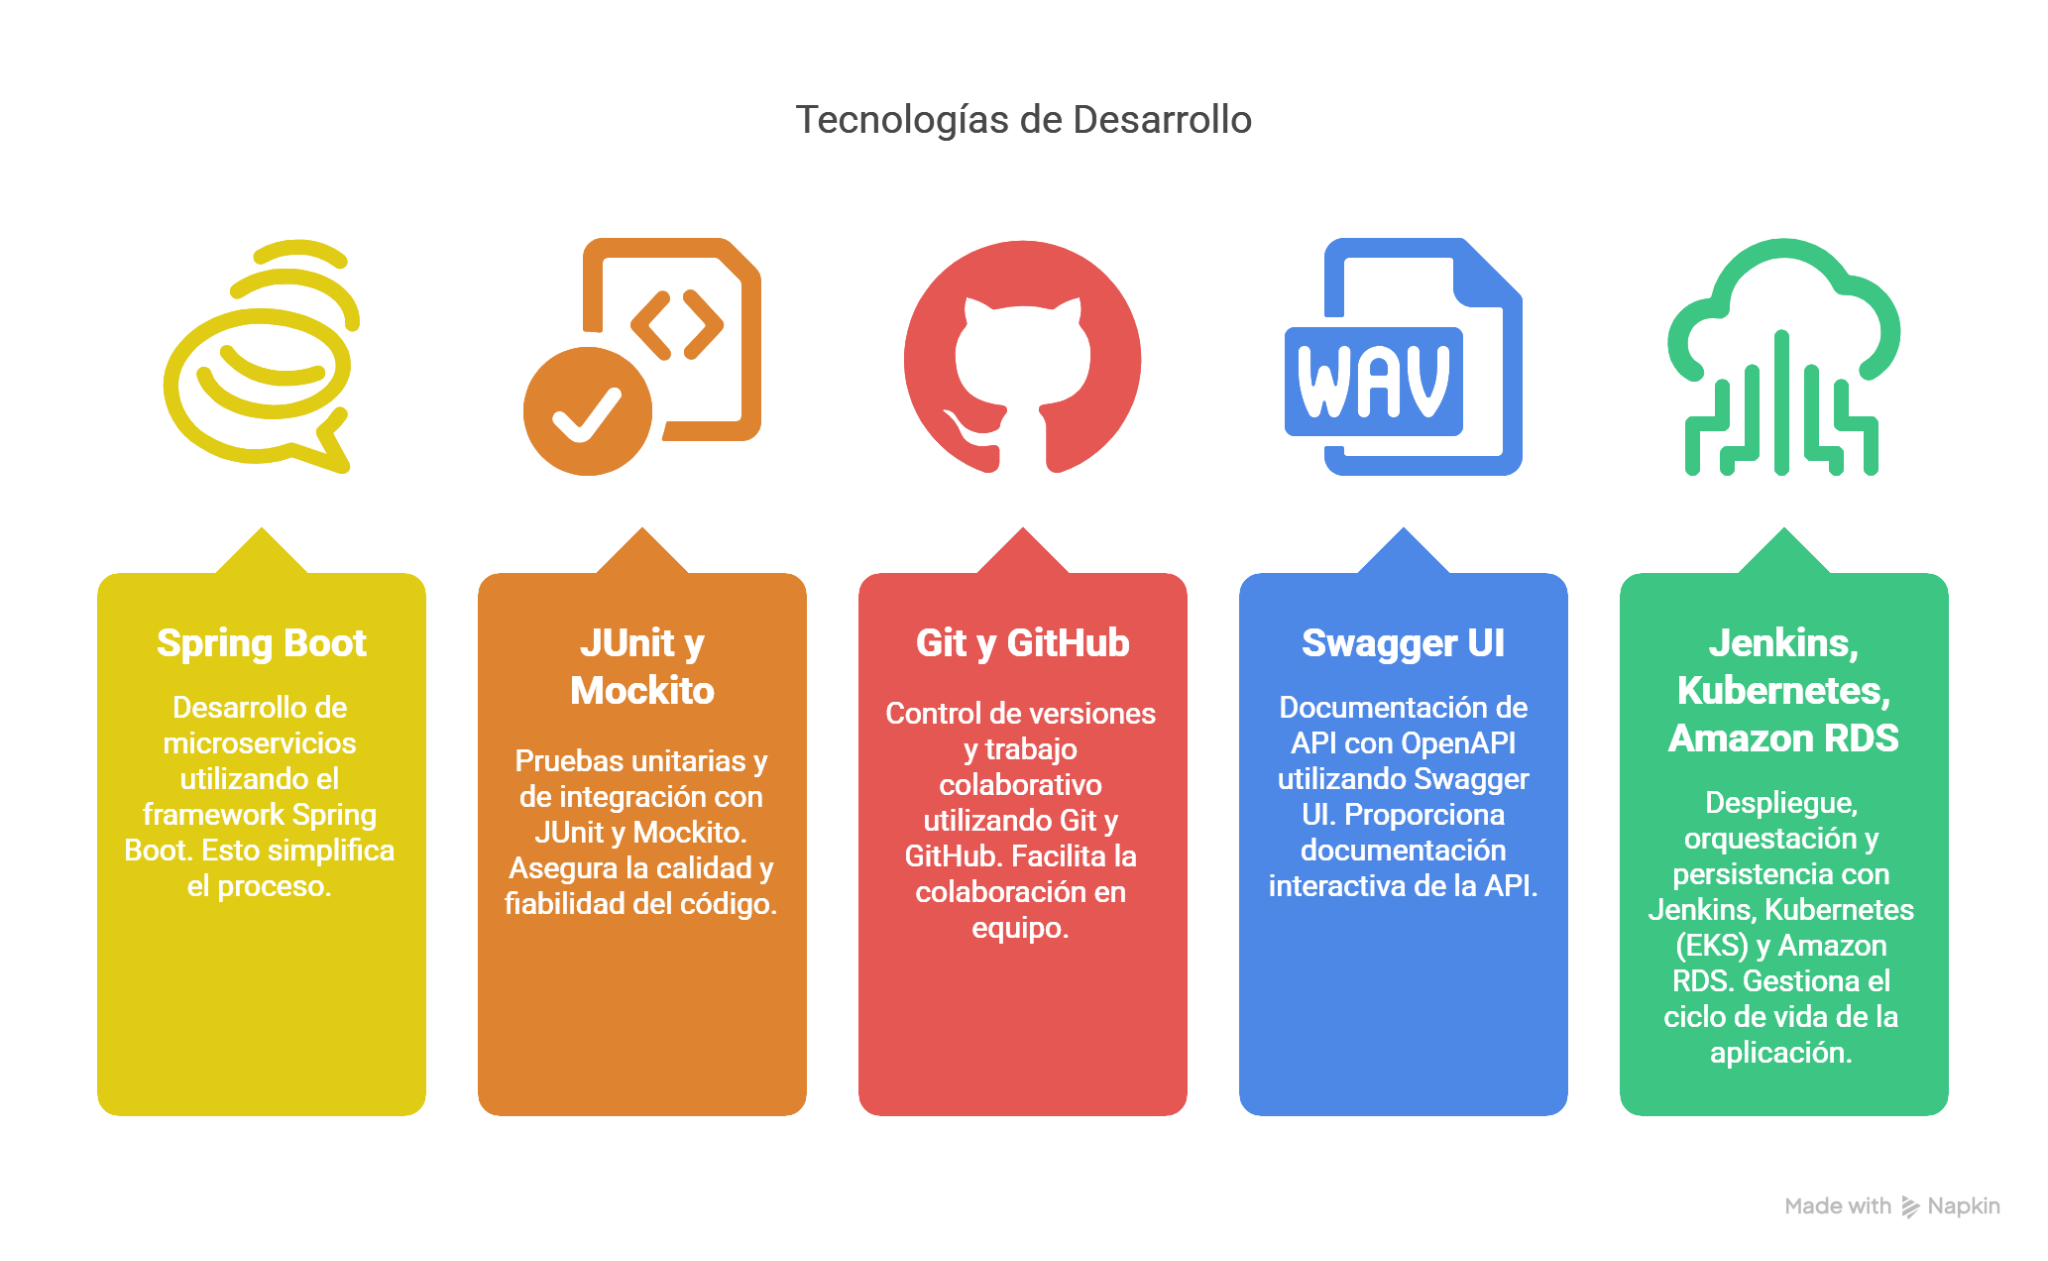 Tecnologías de Desarrollo
WAV
Spring Boot
Desarrollo de
microservicios
utilizando el
framework Spring
Boot. Esto simplifica
el proceso.
JUnit y
Mockito
Pruebas unitarias y
de integración con
JUnit y Mockito.
Asegura la calidad y
fiabilidad del código.
Git y GitHub
Control de versiones
y trabajo
colaborativo
utilizando Git y
GitHub. Facilita la
colaboración en
equipo.
Swagger UI
Documentación de
API con OpenAPI
utilizando Swagger
UI. Proporciona
documentación
interactiva de la API.
Jenkins,
Kubernetes,
Amazon RDS
Despliegue,
orquestación y
persistencia con
Jenkins, Kubernetes
(EKS) y Amazon
RDS. Gestiona el
ciclo de vida de la
aplicación.
Made with Napkin